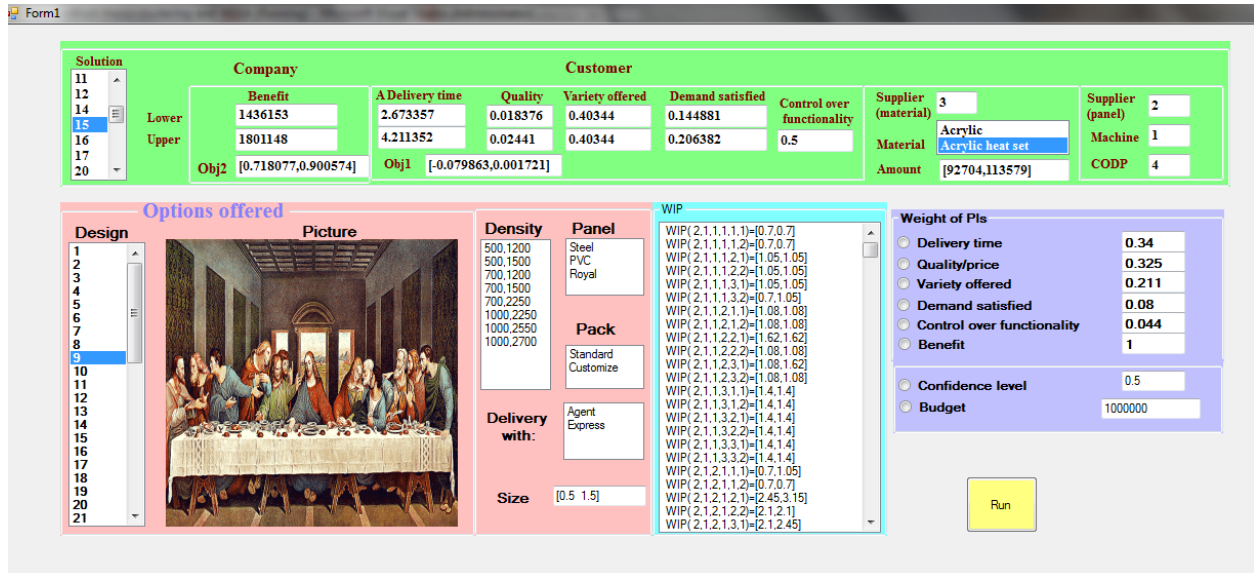 Form1
Solution
11
12
14
15
16
17
20
Company
Customer
Benefit
A Delivery time
Quality
Variety offered
Demand satisfied
Control over
functionality
Lower
1436153
2.673357
0.018376
0.40344
0.144881
Upper
1801148
4.211352
0.02441
0.40344
0.206382
0.5
Obj2
[0.718077,0.900574]
Obj1
[-0.079863,0.001721]
Supplier
(material)
3
Material
Acrylic
Acrylic heat set
Amount
[92704,113579]
Supplier
(panel)
2
Machine
1
CODP
4
Options offered
Design
1
2
3
4
5
6
7
8
9
10
11
12
13
14
15
16
17
18
19
20
21
Picture
Density
500,1200
500,1500
700,1200
700,1500
700,2250
1000,2250
1000,2550
1000,2700
Panel
Steel
PVC
Royal
Pack
Standard
Customize
Delivery
with:
Agent
Express
Size
[0.5 1.5]
WIP
WIP( 2,1,1,1,1,1)=[0.7,0.7]
WIP( 2,1,1,1,1,2)=[0.7,0.7]
WIP( 2,1,1,1,2,1)=[1.05,1.05]
WIP( 2,1,1,1,2,2)=[1.05,1.05]
WIP( 2,1,1,1,3,1)=[1.05,1.05]
WIP( 2,1,1,1,3,2)=[0.7,1.05]
WIP( 2,1,1,2,1,1)=[1.08,1.08]
WIP( 2,1,1,2,1,2)=[1.08,1.08]
WIP( 2,1,1,2,2,1)=[1.62,1.62]
WIP( 2,1,1,2,2,2)=[1.08,1.08]
WIP( 2,1,1,2,3,1)=[1.08,1.62]
WIP( 2,1,1,2,3,2)=[1.08,1.08]
WIP( 2,1,1,3,1,1)=[1.4,1.4]
WIP( 2,1,1,3,1,2)=[1.4,1.4]
WIP( 2,1,1,3,2,1)=[1.4,1.4]
WIP( 2,1,1,3,2,2)=[1.4,1.4]
WIP( 2,1,1,3,3,1)=[1.4,1.4]
WIP( 2,1,1,3,3,2)=[1.4,1.4]
WIP( 2,1,2,1,1,1)=[0.7,1.05]
WIP( 2,1,2,1,1,2)=[0.7,0.7]
WIP( 2,1,2,1,2,1)=[2.45,3.15]
WIP( 2,1,2,1,2,2)=[2.1,2.1]
WIP( 2,1,2,1,3,1)=[2.1,2.45]
Weight of PIs
Delivery time 0.34
Quality/price 0.325
Variety offered 0.211
Demand satisfied 0.08
Control over functionality 0.044
Benefit 1
Confidence level 0.5
Budget 1000000
Run